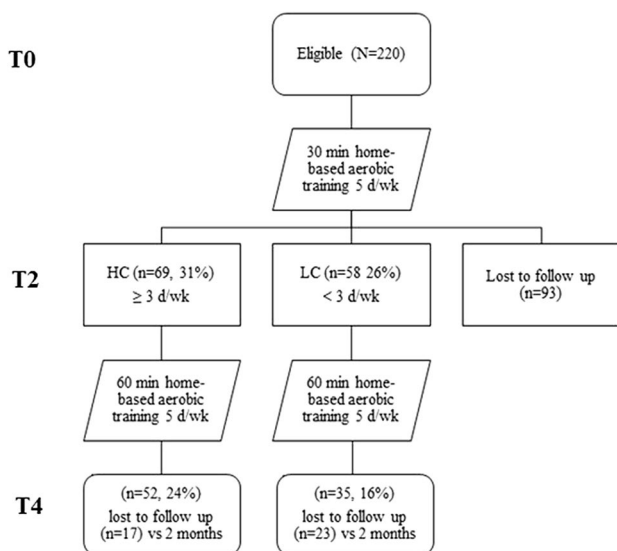 T0
Eligible (N=220)
30 min home-
based aerobic
training 5 d/wk
T2
HC (n=69, 31%)
≥ 3 d/wk
LC (n=58 26%)
< 3 d/wk
Lost to follow up
(n=93)
60 min home-
based aerobic
training 5 d/wk
60 min home-
based aerobic
training 5 d/wk
T4
(n=52, 24%)
lost to follow up
(n=17) vs 2 months
(n=35, 16%)
lost to follow up
(n=23) vs 2 months